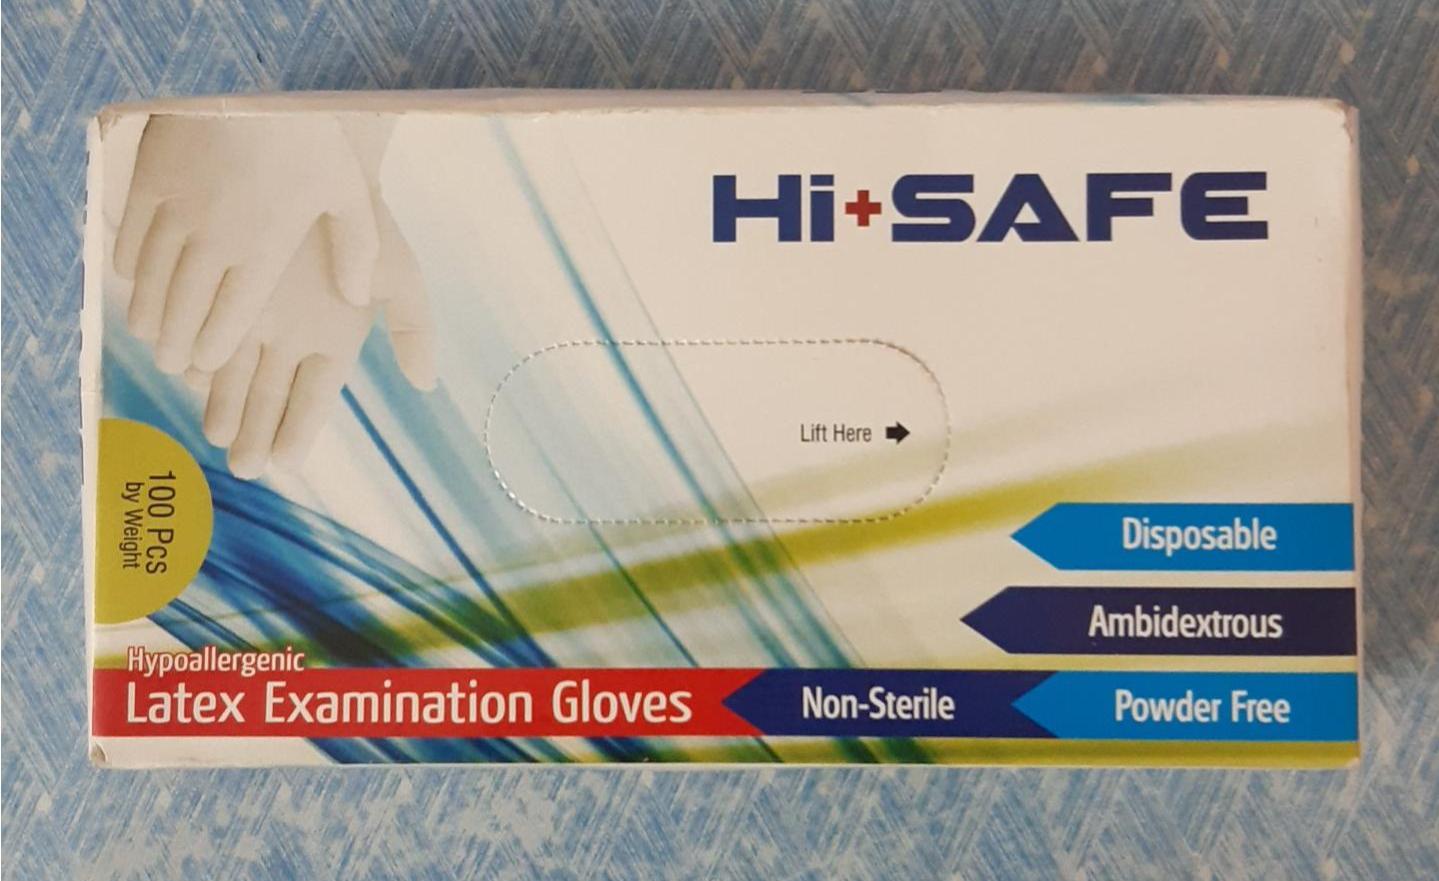 Hi+SAFE
Lift Here
100 Pcs
by Weight
Disposable
Ambidextrous
Hypoallergenic
Latex Examination Gloves
Non-Sterile
Powder Free